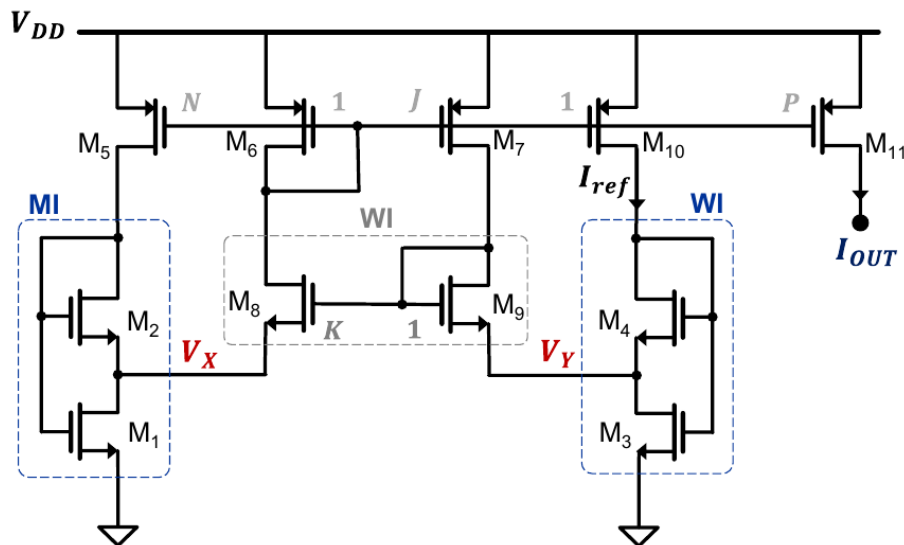 V_DD
N
1
J
1
P
M5
M6
M7
M10
M11
I_ref
MI
WI
WI
I_OUT
M2
M8
M9
M4
K
1
V_X
V_Y
M1
M3